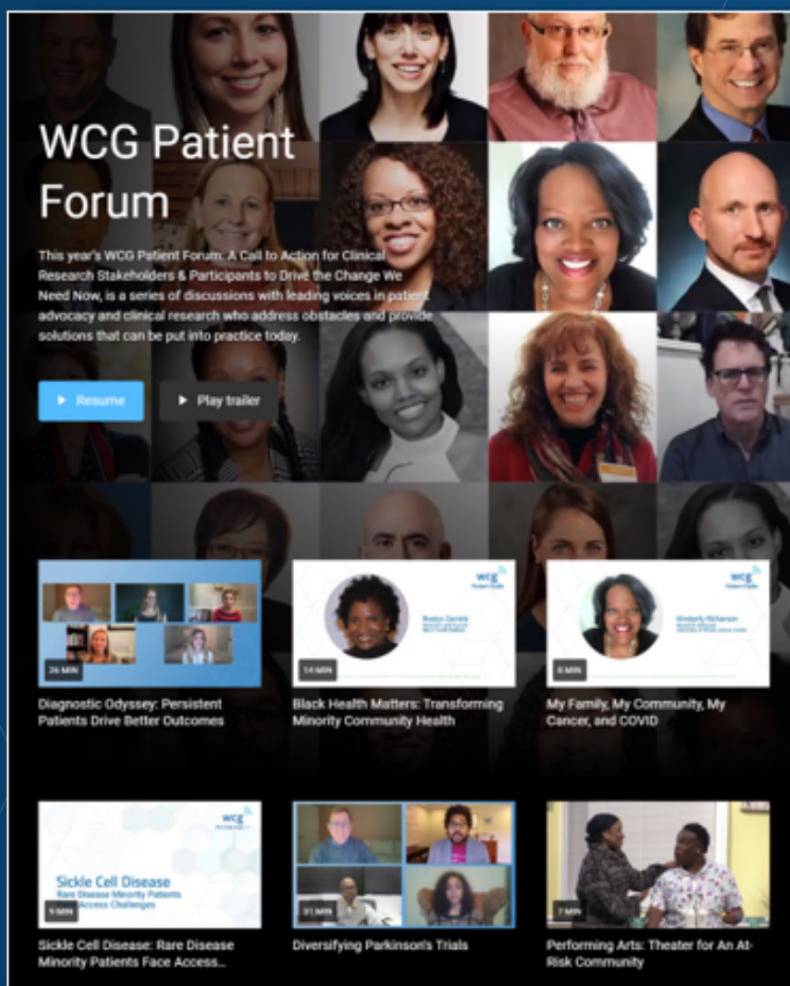 WCG Patient
Forum
This year's WCG Patient Forum: A Call to Action for Clinical
Research Stakeholders & Participants to Drive the Change We
Need Now, is a series of discussions with leading voices in patient
advocacy and clinical research who address obstacles and provide
solutions that can be put into practice today.
Resume
Play trailer
26 MIN
wcg
Roslyn Daniels
14 MIN
wcg
Kimberly Richardson
8 MIN
Diagnostic Odyssey: Persistent
Patients Drive Better Outcomes
Black Health Matters: Transforming
Minority Community Health
My Family, My Community, My
Cancer, and COVID
wcg
Sickle Cell Disease
Rare Disease Minority Patients
Access Challenges
9 MIN
31 MIN
7 MIN
Sickle Cell Disease: Rare Disease
Minority Patients Face Access...
Diversifying Parkinson's Trials
Performing Arts: Theater for An At-
Risk Community